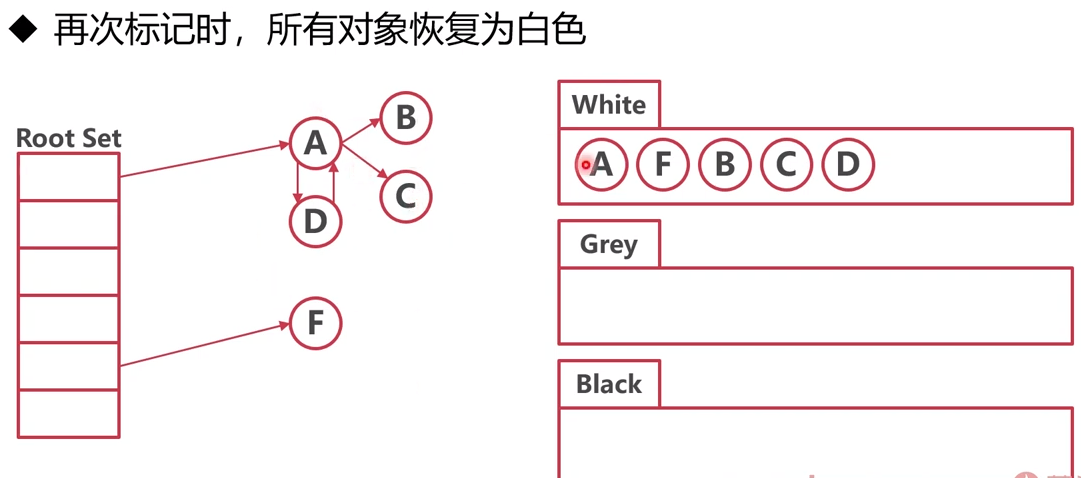 ◆ 再次标记时，所有对象恢复为白色
Root Set
A
B
C
D
F
White
A F B C D
Grey
Black